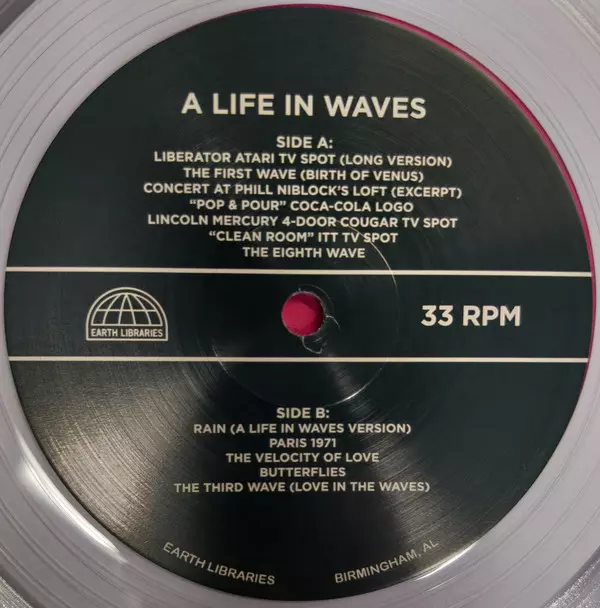 A LIFE IN WAVES
SIDE A:
LIBERATOR ATARI TV SPOT (LONG VERSION)
THE FIRST WAVE (BIRTH OF VENUS)
CONCERT AT PHILL NIBLOCK'S LOFT (EXCERPT)
“POP & POUR” COCA-COLA LOGO
LINCOLN MERCURY 4-DOOR COUGAR TV SPOT
“CLEAN ROOM” ITT TV SPOT
THE EIGHTH WAVE
EARTH LIBRARIES
33 RPM
SIDE B:
RAIN (A LIFE IN WAVES VERSION)
PARIS 1971
THE VELOCITY OF LOVE
BUTTERFLIES
THE THIRD WAVE (LOVE IN THE WAVES)
EARTH LIBRARIES
BIRMINGHAM, AL